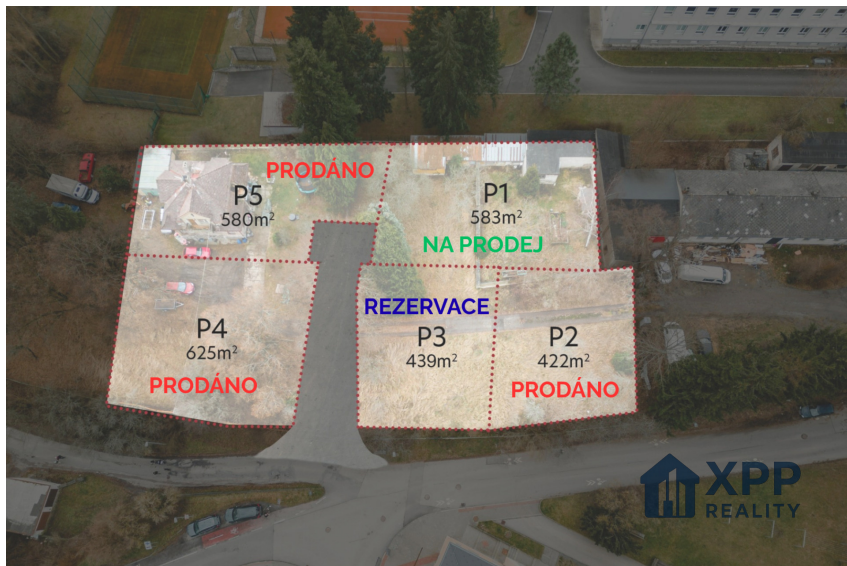 PRODÁNO
P5
580m²
P1
583m²
NA PRODEJ
REZERVACE
P4
625m²
PRODÁNO
P3
439m²
P2
422m²
PRODÁNO
XPP
REALITY